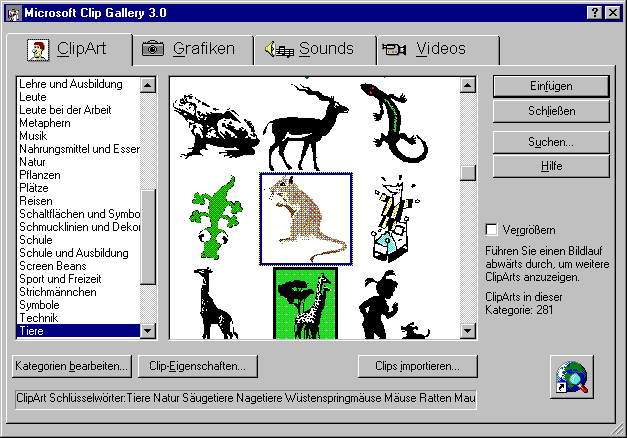 Microsoft Clip Gallery 3.0
ClipArt
Grafiken
Sounds
Videos
Lehre und Ausbildung
Leute
Leute bei der Arbeit
Metaphern
Musik
Nahrungsmittel und Esser
Natur
Pflanzen
Plätze
Reisen
Schaltflächen und Symbo
Schmucklinien und Dekor
Schule
Schule und Ausbildung
Screen Beans
Sport und Freizeit
Strichmännchen
Symbole
Technik
Tiere
Einfügen
Schließen
Suchen...
Hilfe
Vergrößern
Führen Sie einen Bildlauf
abwärts durch, um weitere
ClipArts anzuzeigen.
ClipArts in dieser
Kategorie: 281
Kategorien bearbeiten...
Clip-Eigenschaften...
Clips importieren...
ClipArt Schlüsselwörter:Tiere Natur Säugetiere Nagetiere Wüstenspringmäuse Mäuse Ratten Mau